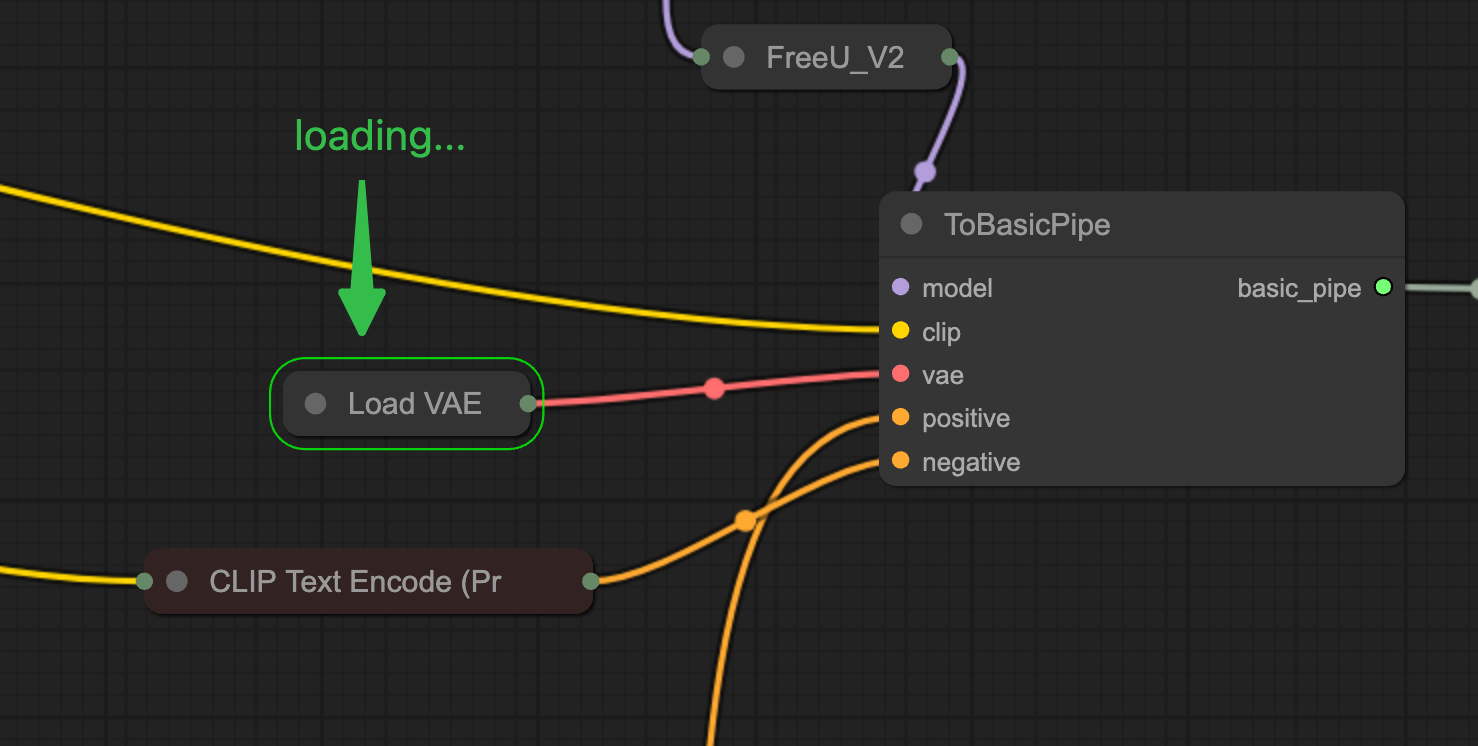 FreeU_V2
loading...
ToBasicPipe
model
basic_pipe
clip
vae
positive
negative
Load VAE
CLIP Text Encode (Pr